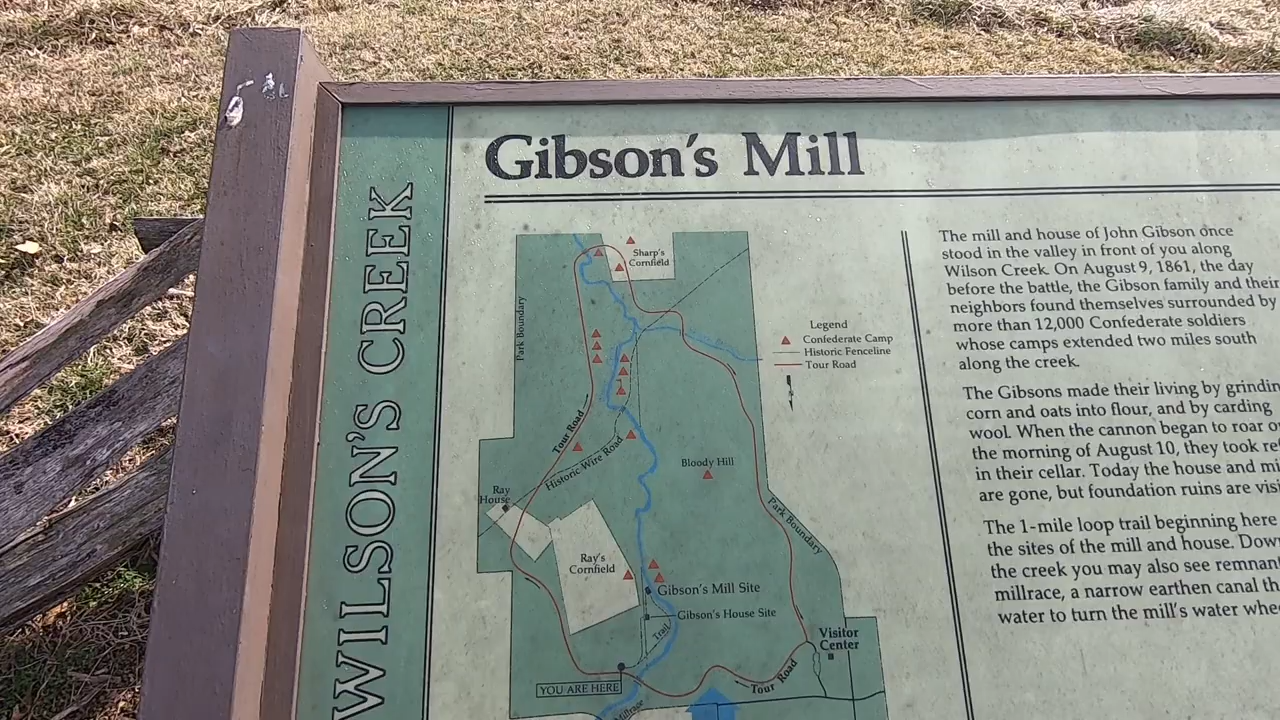 WILSON'S CREEK
Gibson's Mill
Sharp's
Cornfield
Park Boundary
Tour Road
Historic Wire Road
Ray
House
Ray's
Cornfield
Bloody Hill
Park Boundary
Gibson's Mill Site
Gibson's House Site
Trail
Visitor
Center
YOU ARE HERE
Tour Road
Millrace
Legend
Confederate Camp
Historic Fenceline
Tour Road
The mill and house of John Gibson once
stood in the valley in front of you along
Wilson Creek. On August 9, 1861, the day
before the battle, the Gibson family and their
neighbors found themselves surrounded by
more than 12,000 Confederate soldiers
whose camps extended two miles south
along the creek.
The Gibsons made their living by grindin
corn and oats into flour, and by carding
wool. When the cannon began to roar o
the morning of August 10, they took re
in their cellar. Today the house and mi
are gone, but foundation ruins are visi
The 1-mile loop trail beginning here
the sites of the mill and house. Dow
the creek you may also see remnan
millrace, a narrow earthen canal th
water to turn the mill's water whe